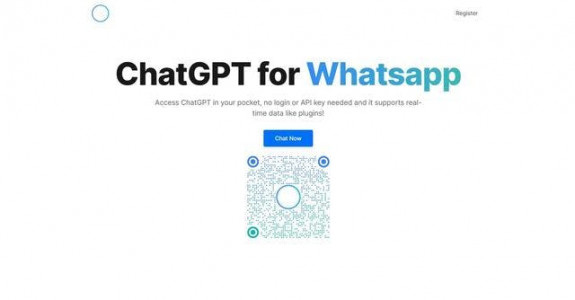 Register
ChatGPT for Whatsapp
Access ChatGPT in your pocket, no login or API key needed and it supports real-
time data like plugins!
Chat Now